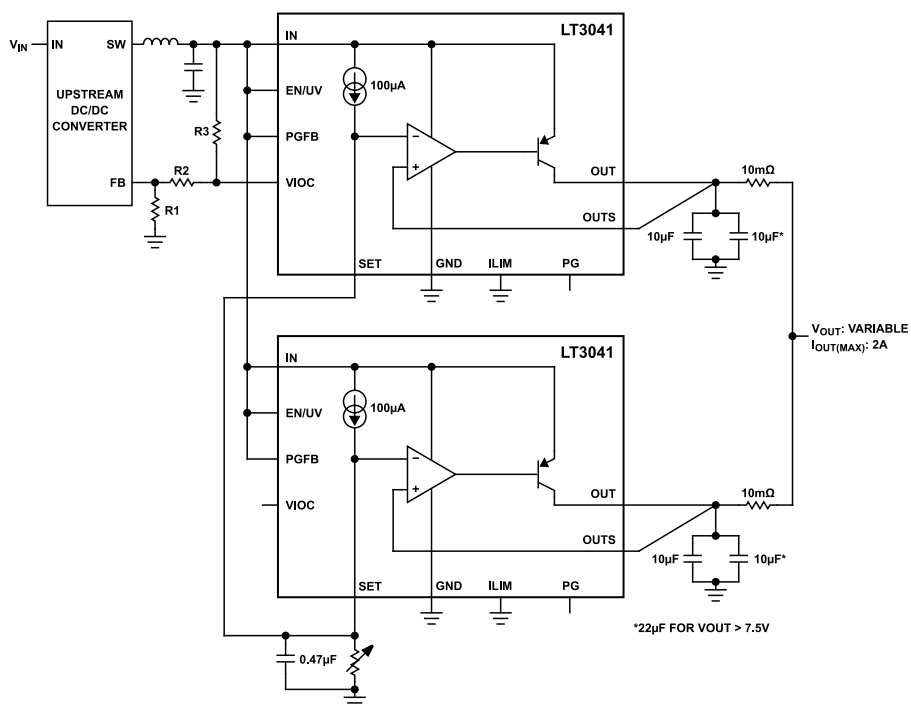 LT3041
VIN
IN
SW
UPSTREAM
DC/DC
CONVERTER
FB
R1
R2
R3
IN
EN/UV
PGFB
VIOC
100µA
−
+
OUT
OUTS
SET
GND
ILIM
PG
10mΩ
10µF
10µF*
VOUT: VARIABLE
IOUT(MAX): 2A
LT3041
IN
EN/UV
PGFB
VIOC
100µA
−
+
OUT
OUTS
SET
GND
ILIM
PG
10mΩ
10µF
10µF*
*22µF FOR VOUT > 7.5V
0.47µF